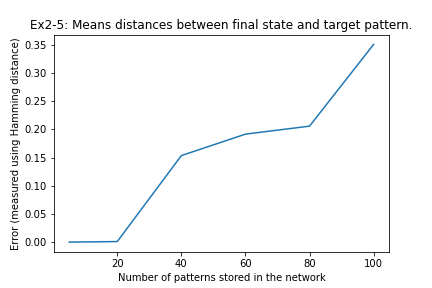 Ex2-5: Means distances between final state and target pattern.
Error (measured using Hamming distance)
0.35
0.30
0.25
0.20
0.15
0.10
0.05
0.00
20 40 60 80 100
Number of patterns stored in the network